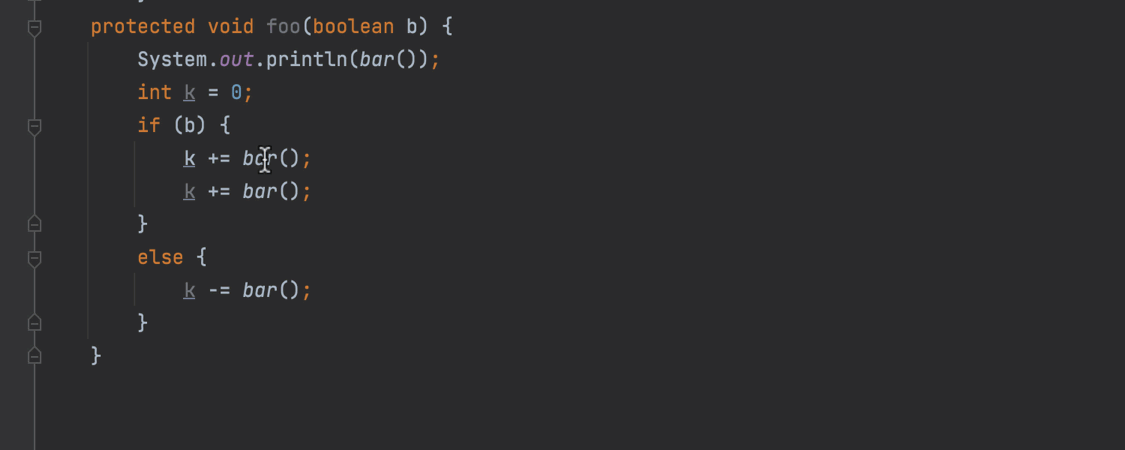 protected void foo(boolean b) {
    System.out.println(bar());
    int k = 0;
    if (b) {
        k += bar();
        k += bar();
    }
    else {
        k -= bar();
    }
}